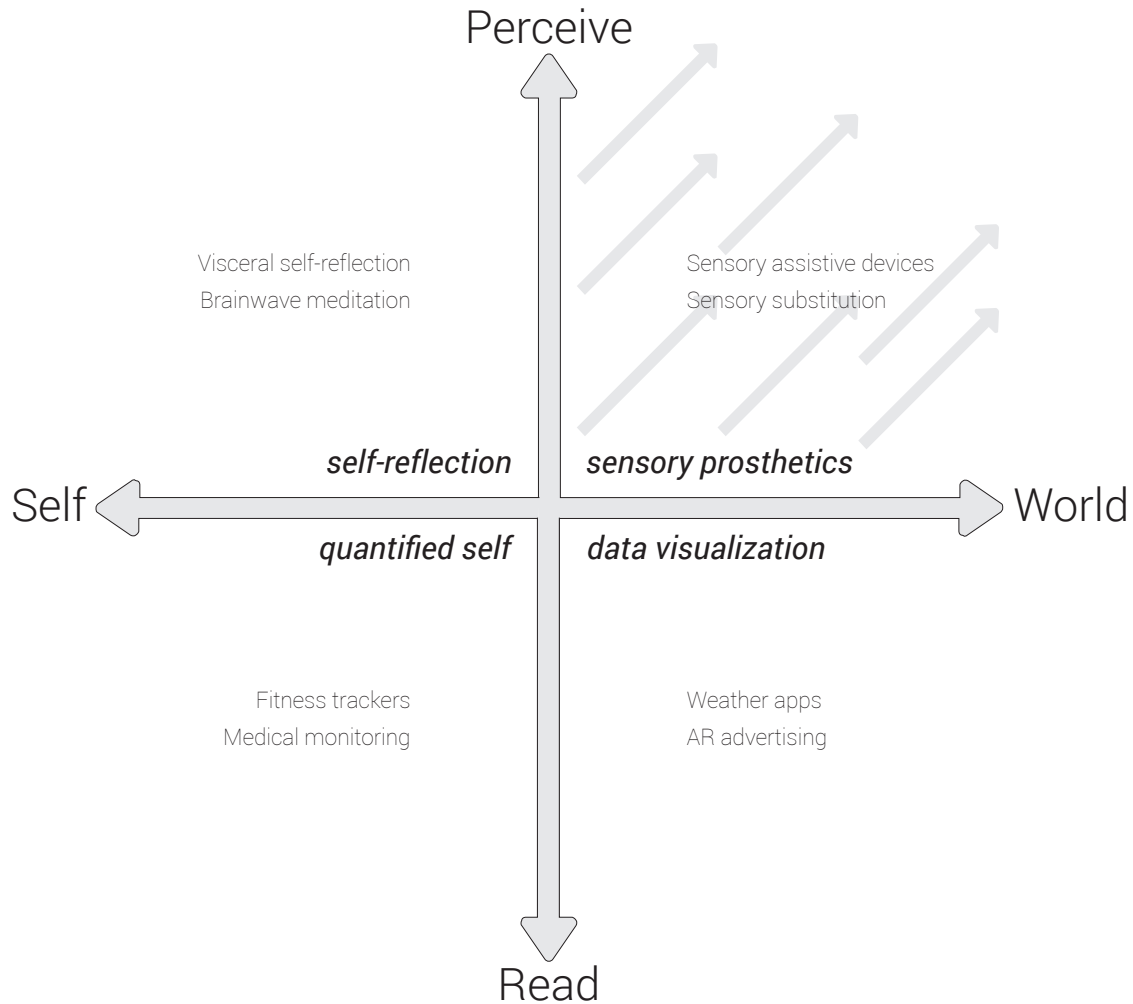 Perceive
Visceral self-reflection
Brainwave meditation
Sensory assistive devices
Sensory substitution
self-reflection
sensory prosthetics
Self
World
quantified self
data visualization
Fitness trackers
Medical monitoring
Weather apps
AR advertising
Read